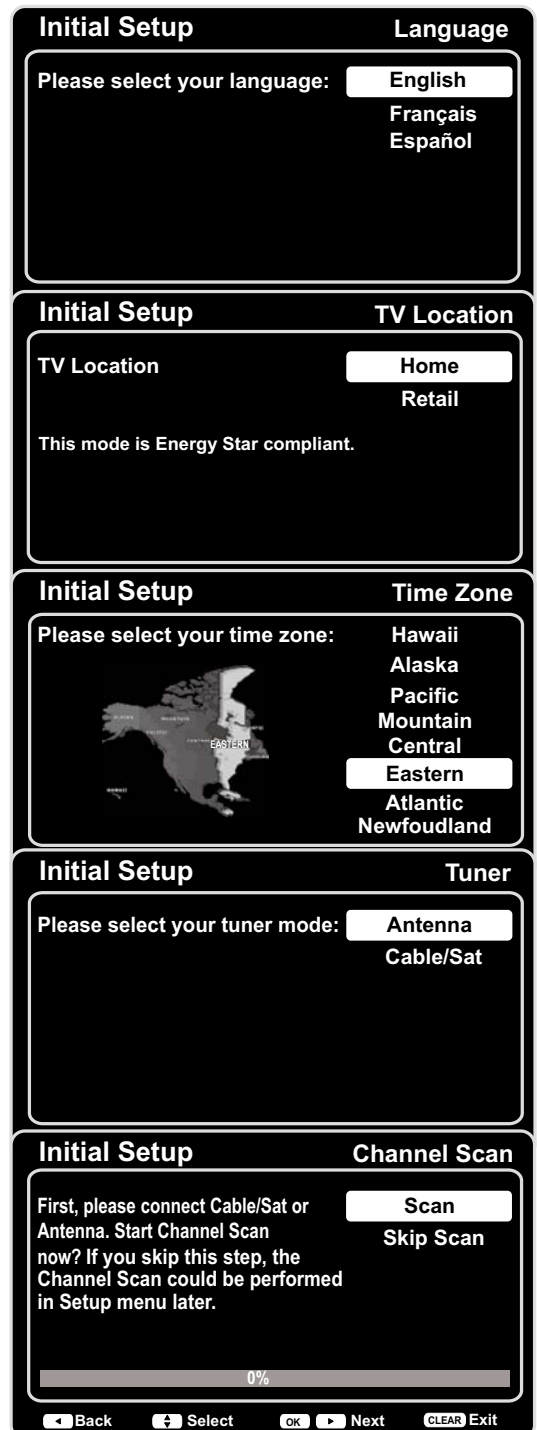 Initial Setup Language
Please select your language: English
Français
Español
Initial Setup TV Location
TV Location Home
Retail
This mode is Energy Star compliant.
Initial Setup Time Zone
Please select your time zone: Hawaii
Alaska
Pacific
Mountain
Central
Eastern
Atlantic
Newfoudland
ALASKA
MOUNTAIN
PACIFIC
EASTERN
HAWAII
Initial Setup Tuner
Please select your tuner mode: Antenna
Cable/Sat
Initial Setup Channel Scan
First, please connect Cable/Sat or Scan
Antenna. Start Channel Scan Skip Scan
now? If you skip this step, the
Channel Scan could be performed
in Setup menu later.
0%
Back Select OK Next CLEAR Exit